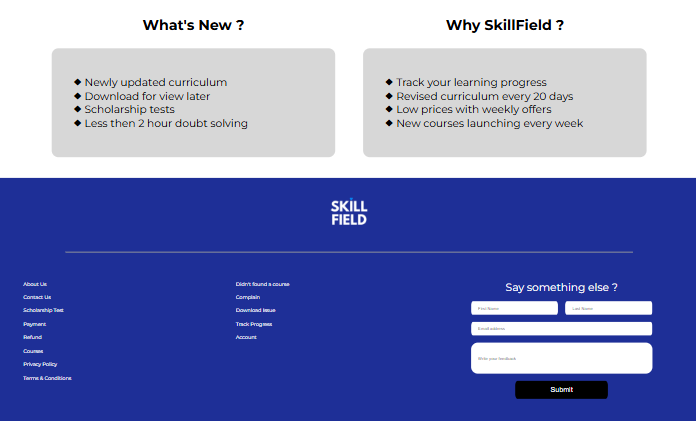 What's New ?
❖ Newly updated curriculum
❖ Download for view later
❖ Scholarship tests
❖ Less then 2 hour doubt solving
Why SkillField ?
❖ Track your learning progress
❖ Revised curriculum every 20 days
❖ Low prices with weekly offers
❖ New courses launching every week
SKILL
FIELD
About Us
Contact Us
Scholarship Test
Payment
Refund
Courses
Privacy Policy
Terms & Conditions
Didn't found a course
Complain
Download Issue
Track Progress
Account
Say something else ?
First Name
Last Name
Email address
Write your feedback
Submit